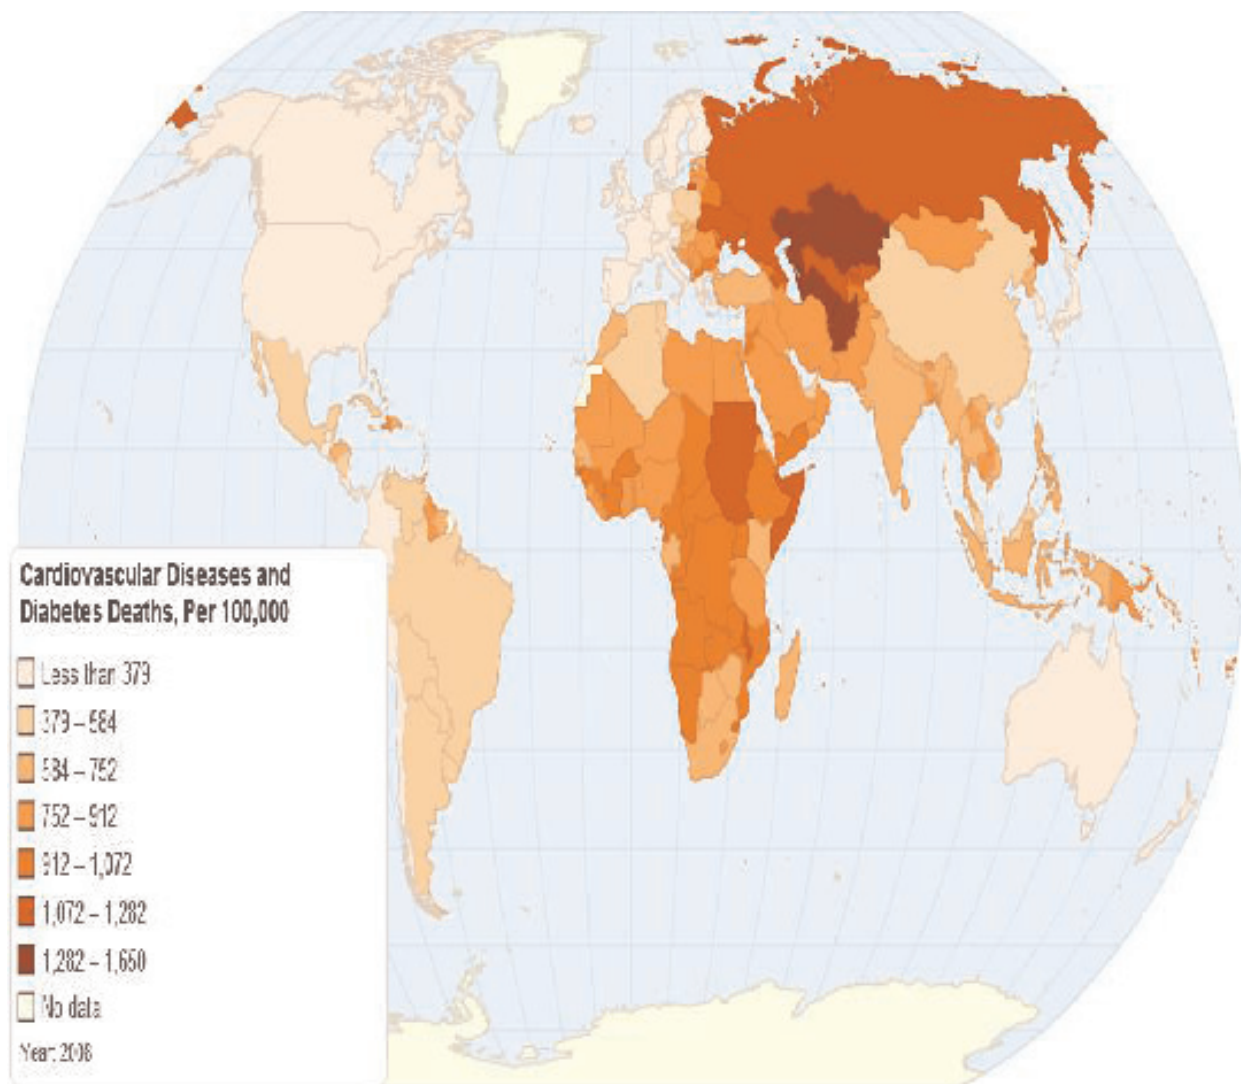 Cardiovascular Diseases and
Diabetes Deaths, Per 100,000
Less than 379
379 – 584
584 – 752
752 – 912
912 – 1,072
1,072 – 1,282
1,282 – 1,650
No data
Year: 2008